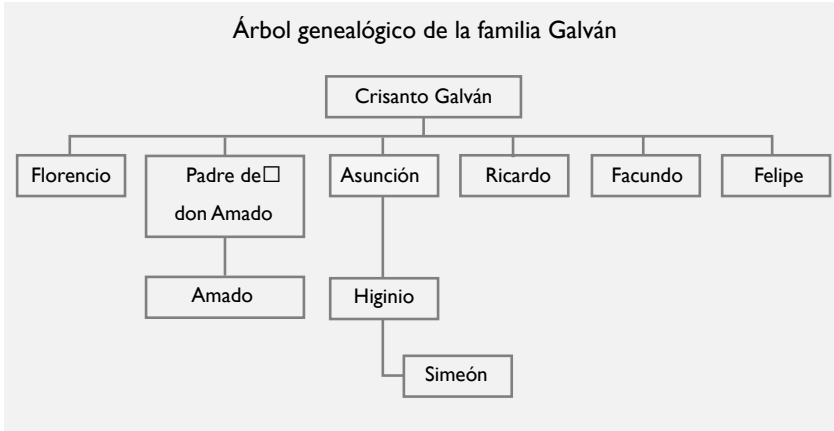 Árbol genealógico de la familia Galván
Crisanto Galván
Florencio
Padre de□
don Amado
Asunción
Ricardo
Facundo
Felipe
Amado
Higinio
Simeón